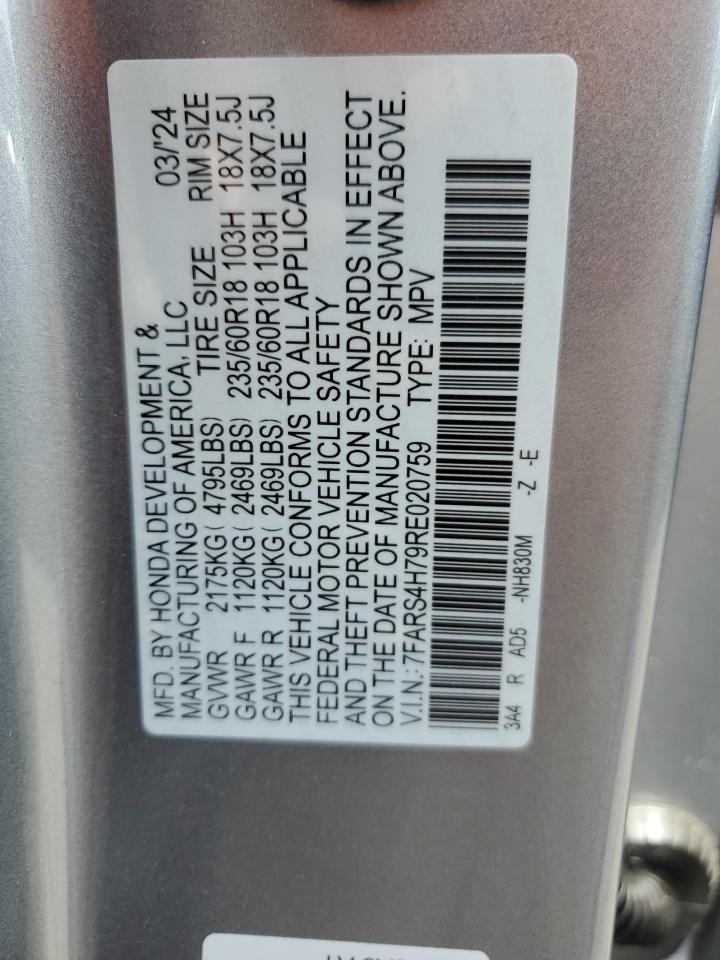 MFD. BY HONDA DEVELOPMENT & 03/'24
MANUFACTURING OF AMERICA, LLC
GVWR 2175KG( 4795LBS) TIRE SIZE RIM SIZE
GAWR F 1120KG( 2469LBS) 235/60R18 103H 18X7.5J
GAWR R 1120KG( 2469LBS) 235/60R18 103H 18X7.5J
THIS VEHICLE CONFORMS TO ALL APPLICABLE
FEDERAL MOTOR VEHICLE SAFETY
AND THEFT PREVENTION STANDARDS IN EFFECT
ON THE DATE OF MANUFACTURE SHOWN ABOVE.
V.I.N.: 7FARS4H79RE020759 TYPE: MPV
3A4 R AD5 -NH830M -Z -E